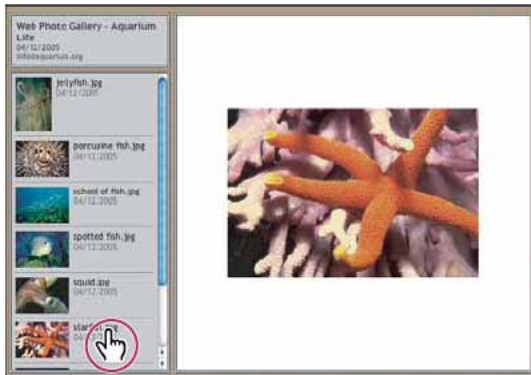 Web Photo Gallery - Aquarium
Life
04/12/2005
info@aquarium.org
jellyfish.jpg
04/12/2005
porcupine fish.jpg
04/12/2005
school of fish.jpg
04/12/2005
spotted fish.jpg
04/12/2005
squid.jpg
04/12/2005